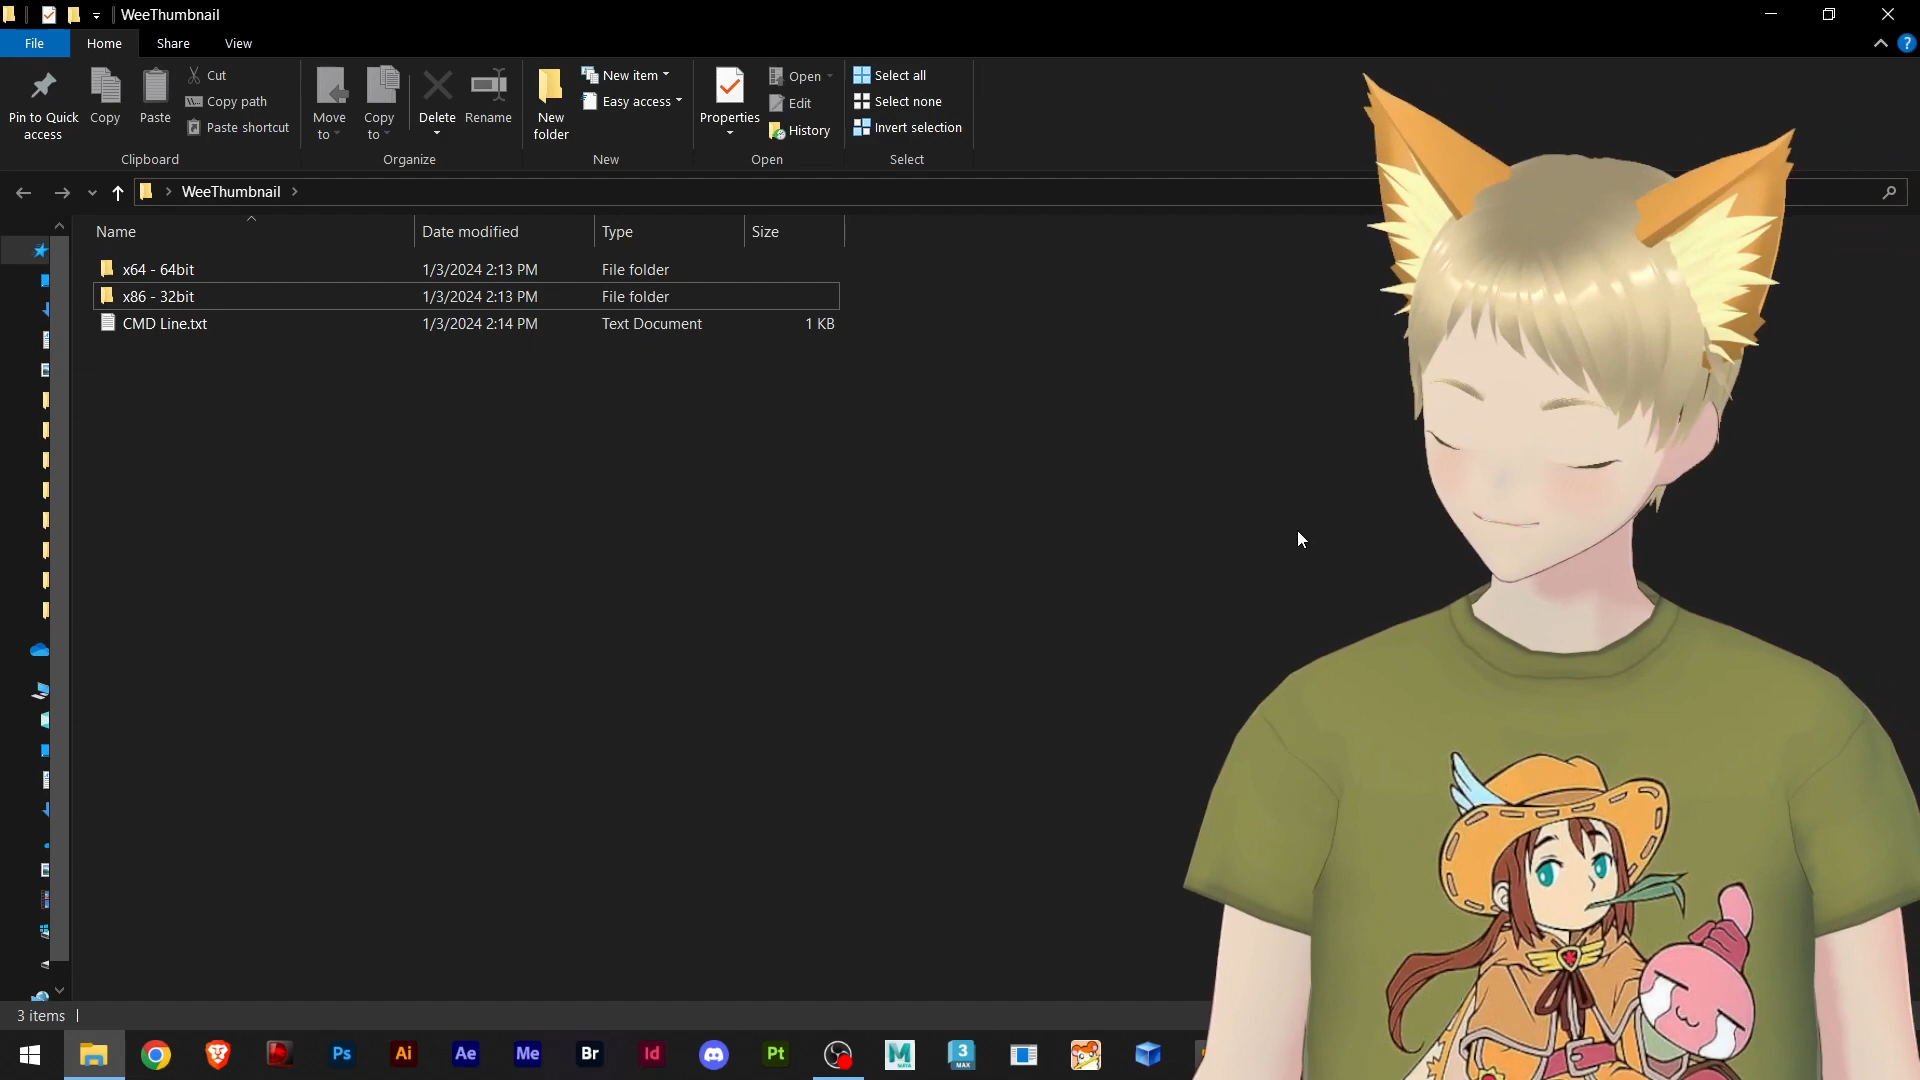 WeeThumbnail
File Home Share View
Pin to Quick access
Copy
Paste
Cut
Copy path
Paste shortcut
Move to
Copy to
Delete
Rename
New folder
New item
Easy access
Properties
Open
Edit
History
Select all
Select none
Invert selection
Clipboard Organize New Open Select
WeeThumbnail
Name Date modified Type Size
x64 - 64bit 1/3/2024 2:13 PM File folder
x86 - 32bit 1/3/2024 2:13 PM File folder
CMD Line.txt 1/3/2024 2:14 PM Text Document 1 KB
3 items
Ps Ai Ae Me Br Id Pt M 3
MAX